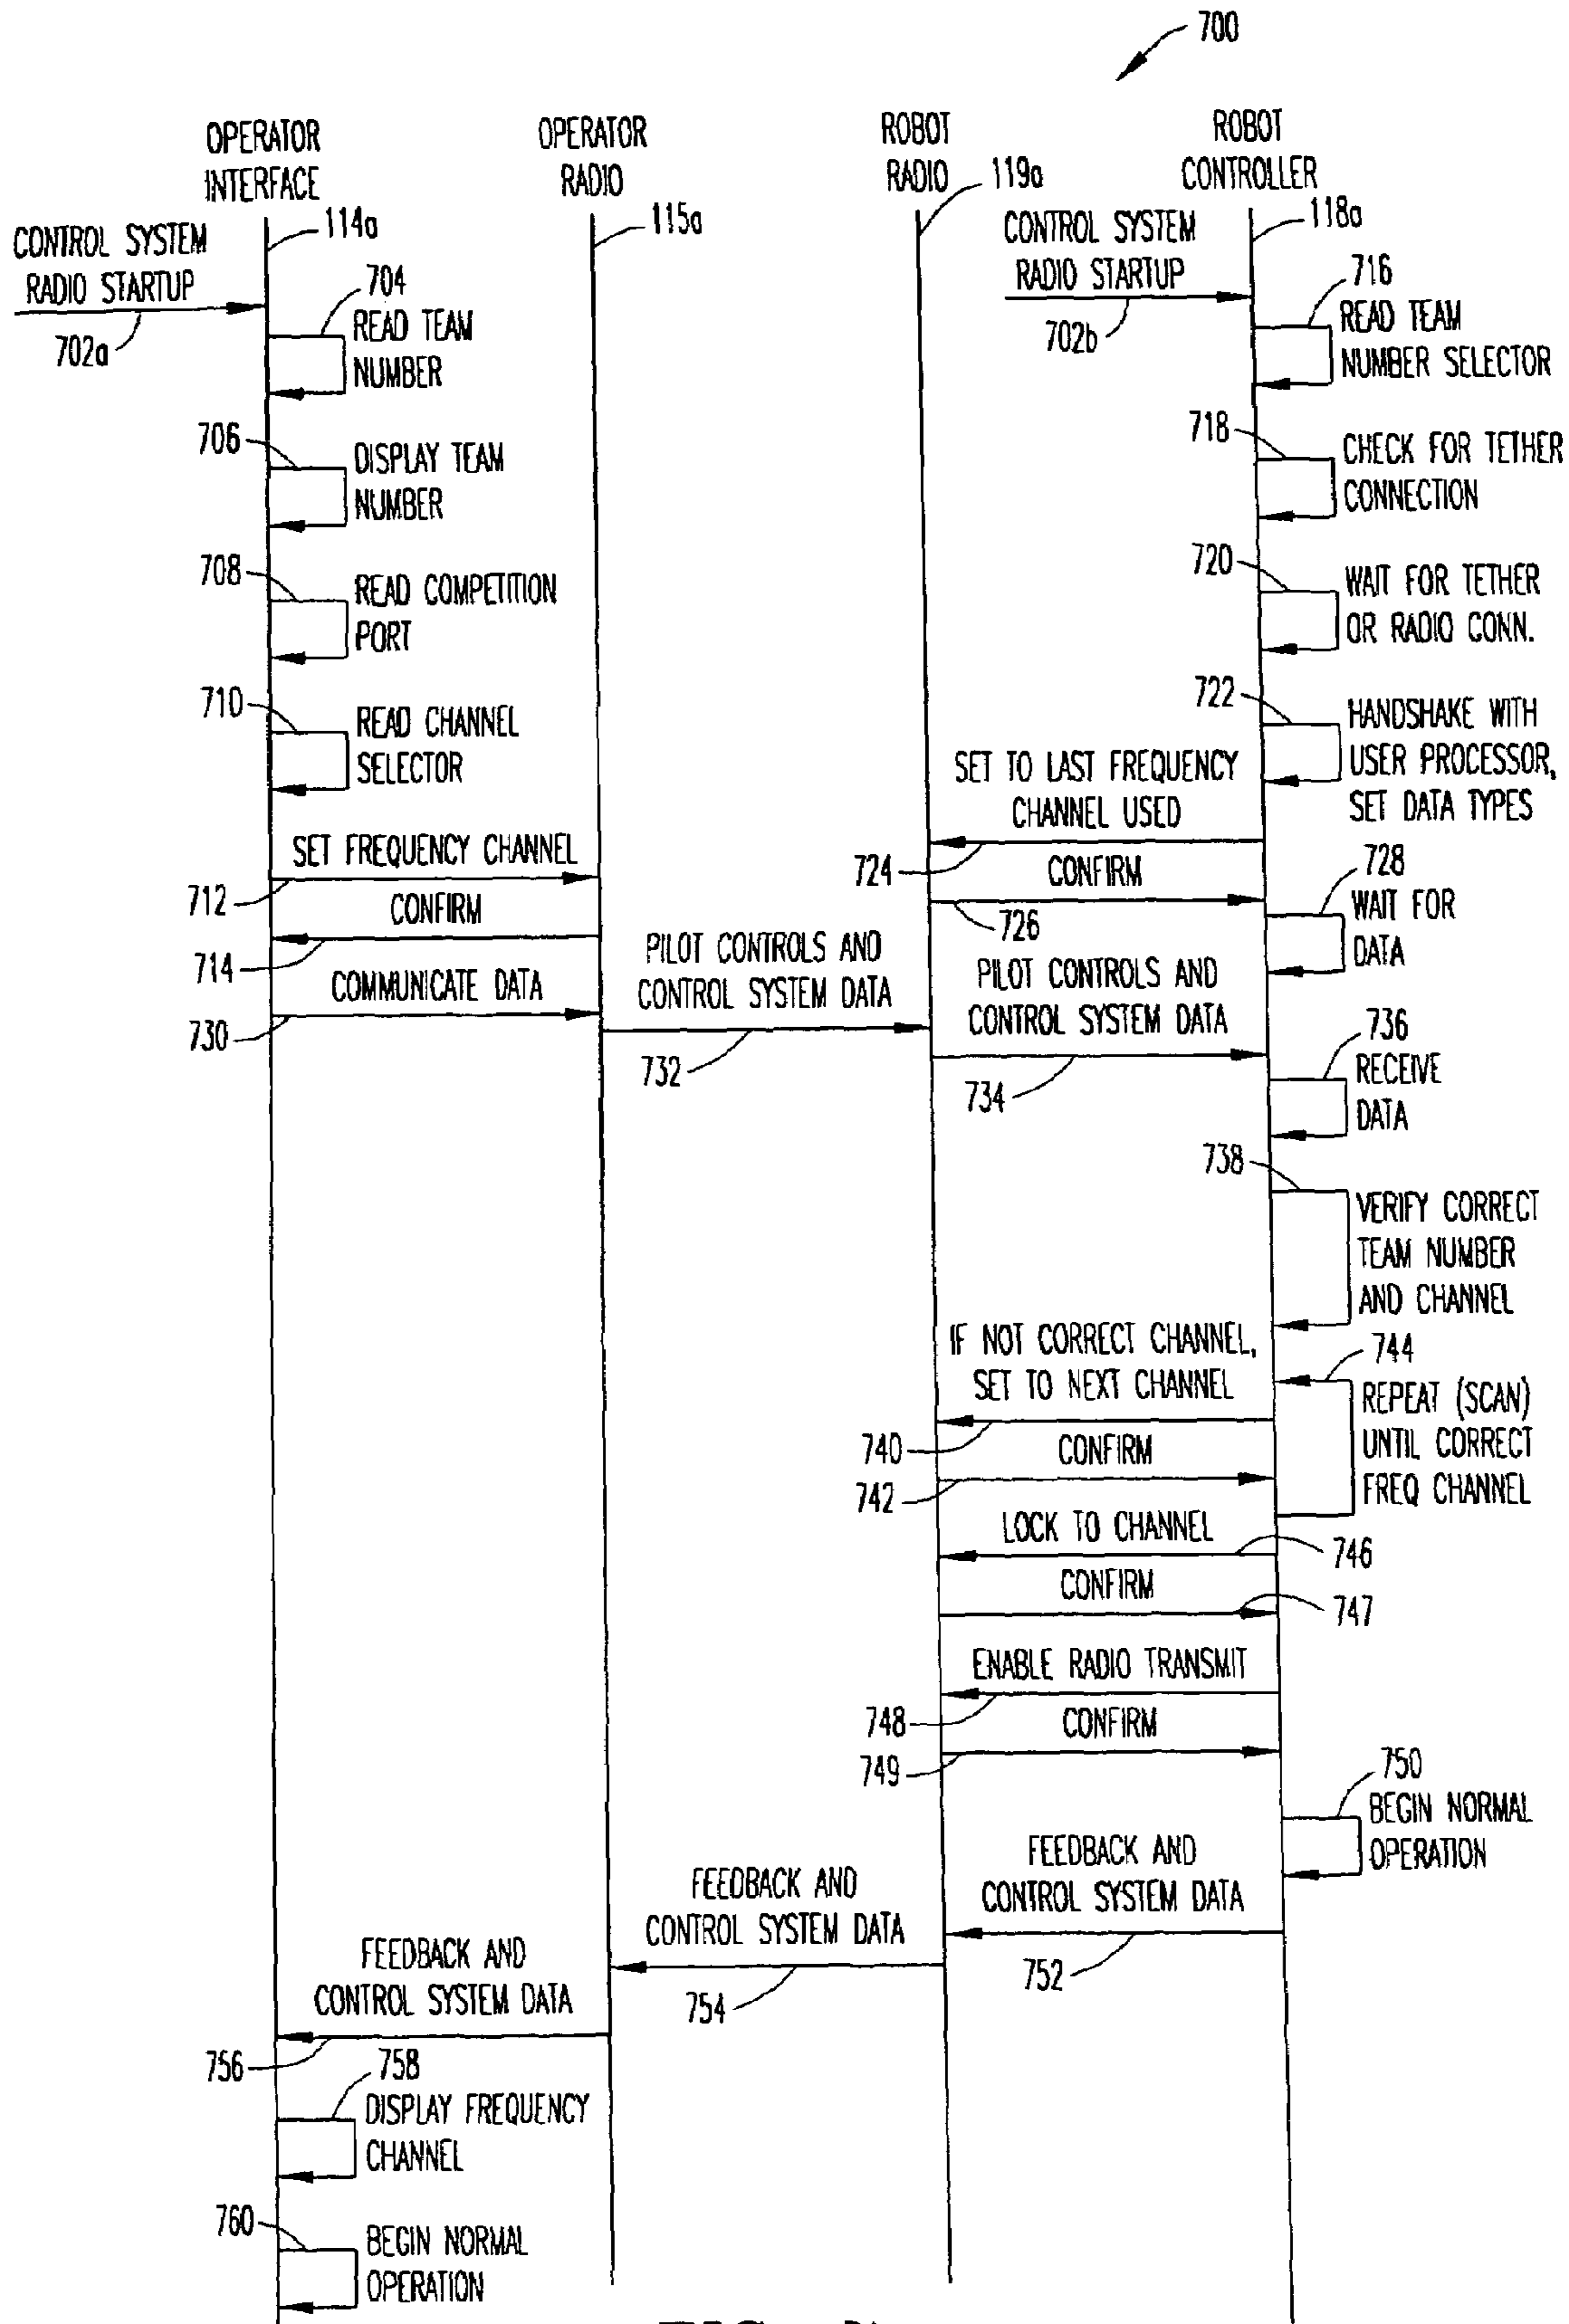 700
OPERATOR
INTERFACE
OPERATOR
RADIO
ROBOT
RADIO
ROBOT
CONTROLLER
114a
115a
119a
118a
CONTROL SYSTEM
RADIO STARTUP
702a
CONTROL SYSTEM
RADIO STARTUP
702b
704
READ TEAM
NUMBER
716
READ TEAM
NUMBER SELECTOR
706
DISPLAY TEAM
NUMBER
718
CHECK FOR TETHER
CONNECTION
708
READ COMPETITION
PORT
720
WAIT FOR TETHER
OR RADIO CONN.
710
READ CHANNEL
SELECTOR
722
HANDSHAKE WITH
USER PROCESSOR,
SET DATA TYPES
SET TO LAST FREQUENCY
CHANNEL USED
724
SET FREQUENCY CHANNEL
712
CONFIRM
726
728
WAIT FOR
DATA
CONFIRM
714
COMMUNICATE DATA
730
PILOT CONTROLS AND
CONTROL SYSTEM DATA
732
PILOT CONTROLS AND
CONTROL SYSTEM DATA
734
736
RECEIVE
DATA
738
VERIFY CORRECT
TEAM NUMBER
AND CHANNEL
IF NOT CORRECT CHANNEL,
SET TO NEXT CHANNEL
740
744
REPEAT (SCAN)
UNTIL CORRECT
FREQ CHANNEL
CONFIRM
742
LOCK TO CHANNEL
746
CONFIRM
747
ENABLE RADIO TRANSMIT
748
CONFIRM
749
750
BEGIN NORMAL
OPERATION
FEEDBACK AND
CONTROL SYSTEM DATA
752
FEEDBACK AND
CONTROL SYSTEM DATA
754
FEEDBACK AND
CONTROL SYSTEM DATA
756
758
DISPLAY FREQUENCY
CHANNEL
760
BEGIN NORMAL
OPERATION